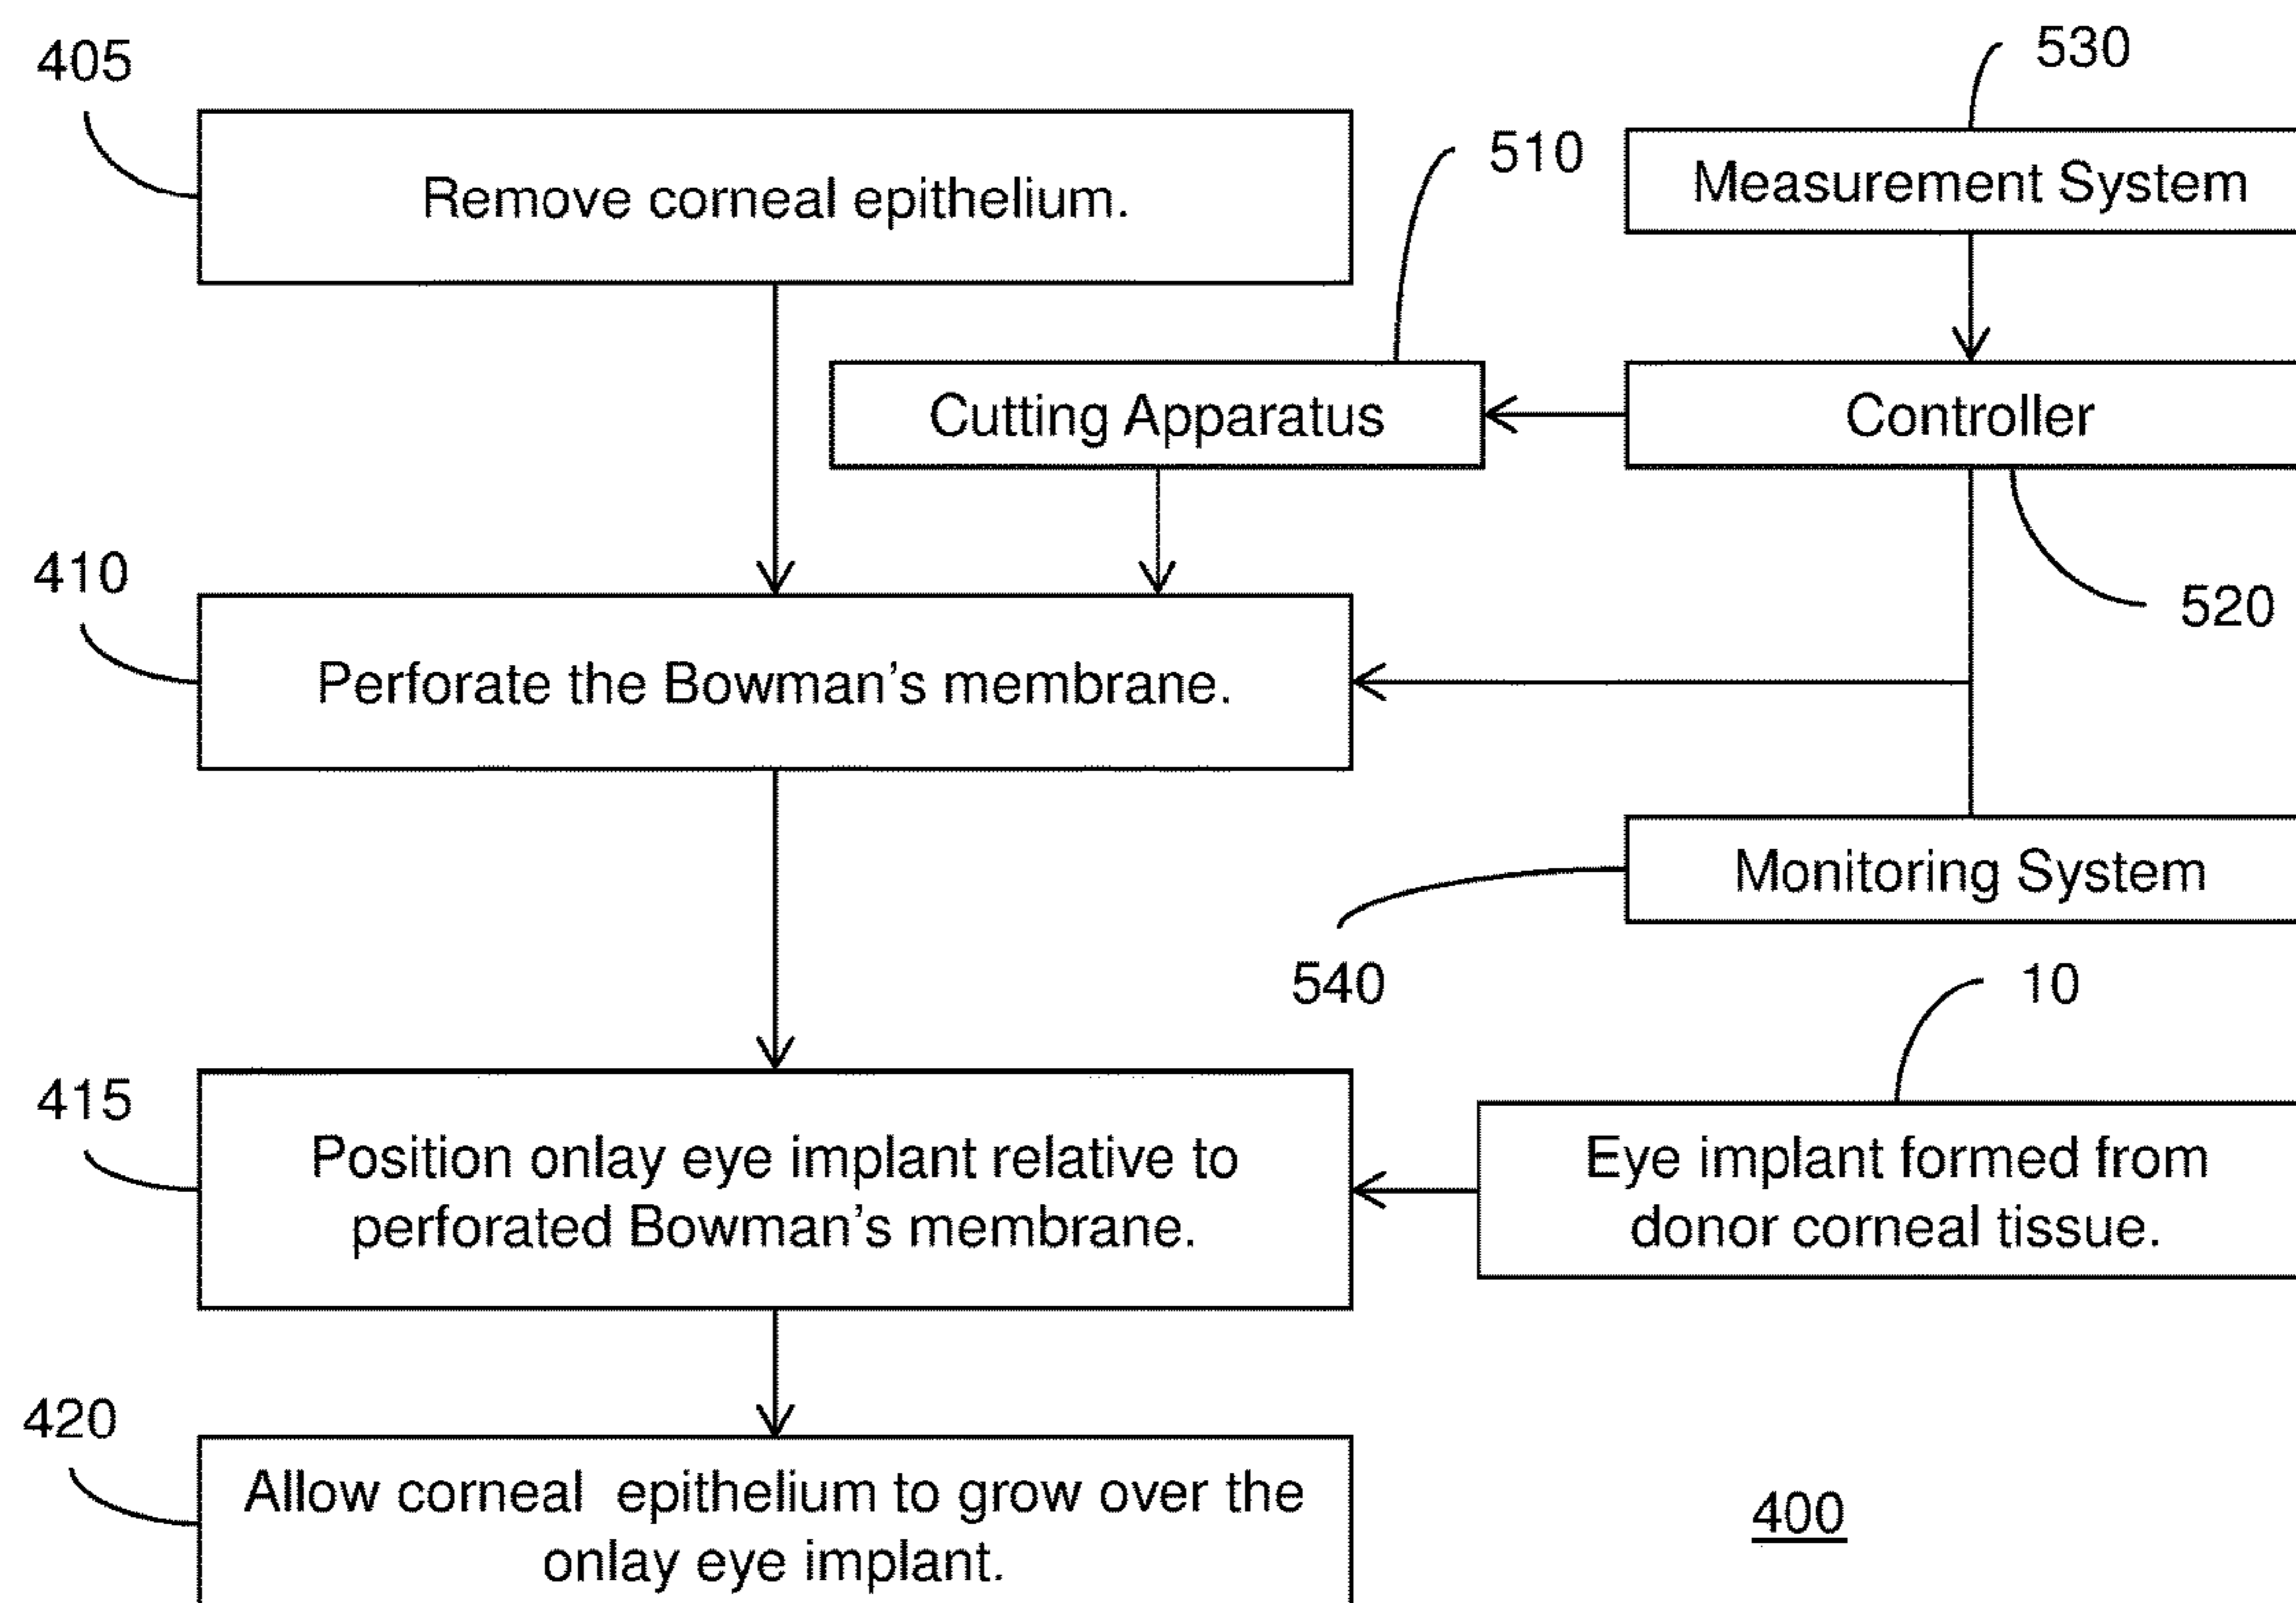 405
530
Remove corneal epithelium.
510
Measurement System
Cutting Apparatus
Controller
410
520
Perforate the Bowman's membrane.
Monitoring System
540
10
415
Position onlay eye implant relative to
perforated Bowman's membrane.
Eye implant formed from
donor corneal tissue.
420
Allow corneal epithelium to grow over the
onlay eye implant.
400